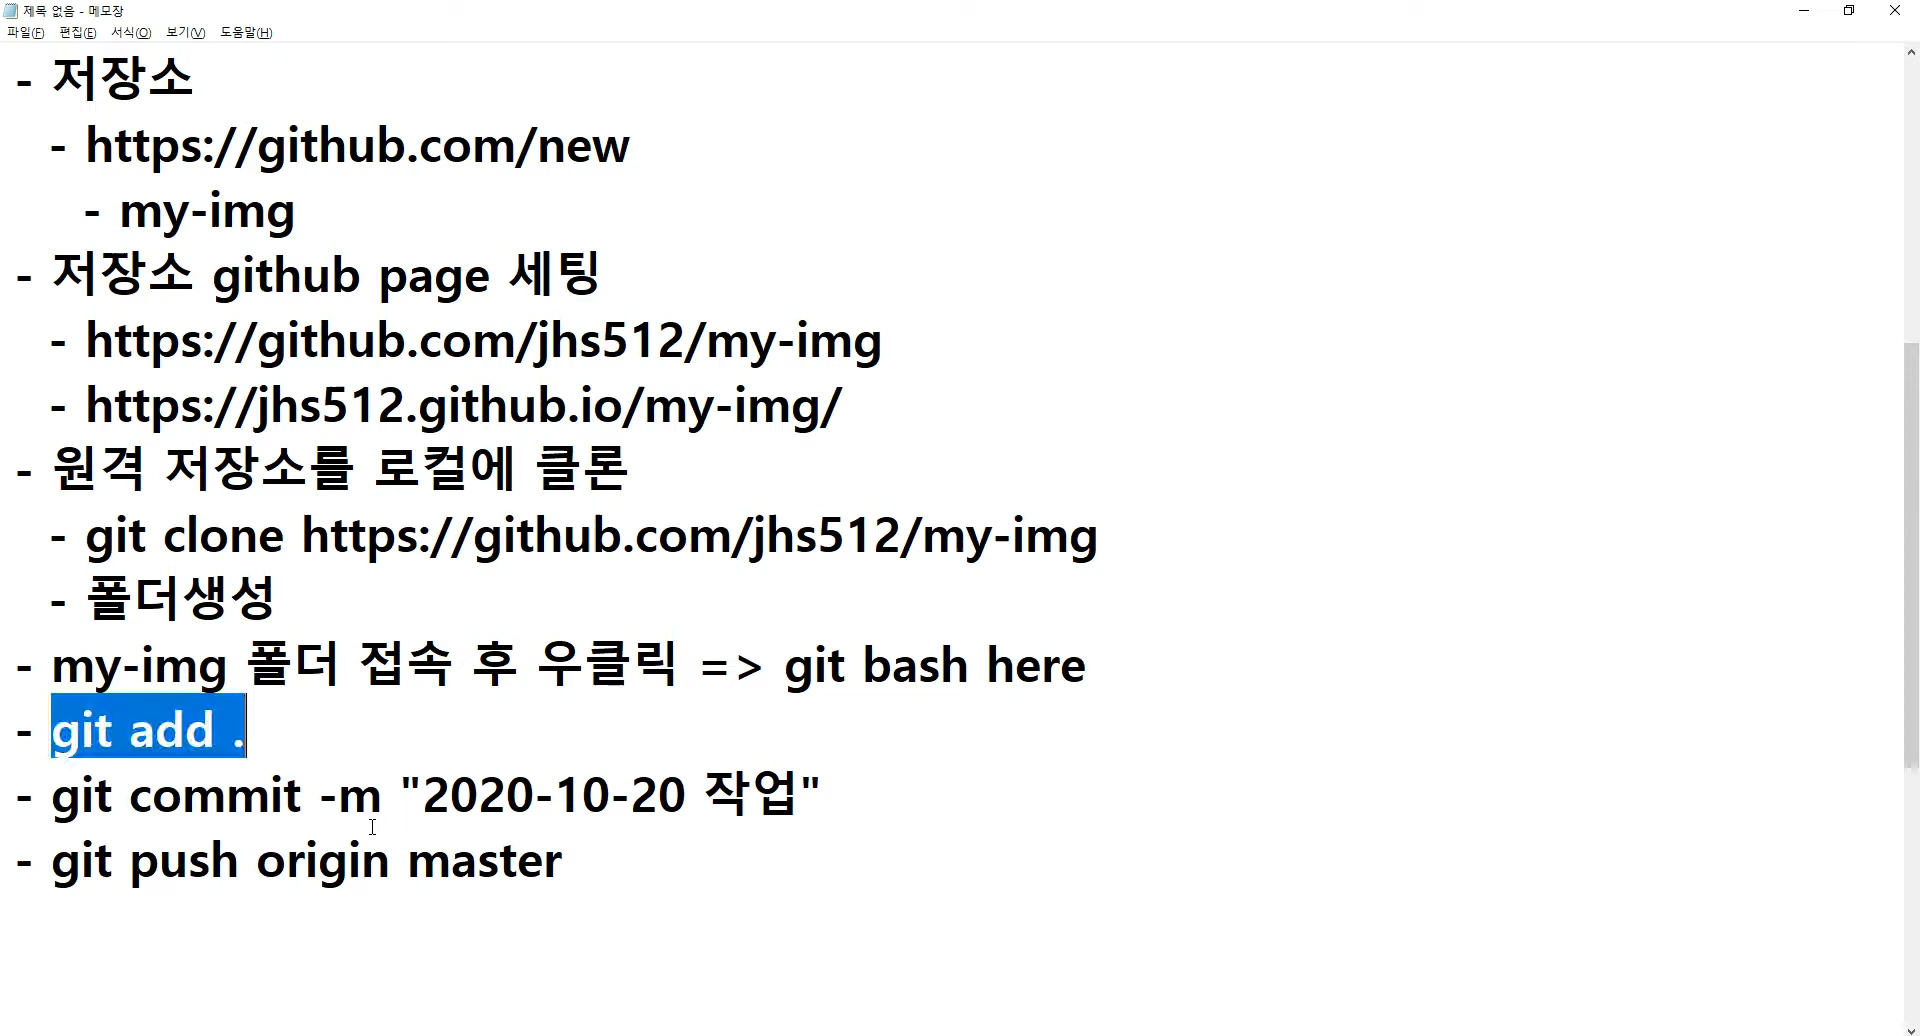 제목 없음 - 메모장
파일(F) 편집(E) 서식(O) 보기(V) 도움말(H)
- 저장소
- https://github.com/new
- my-img
- 저장소 github page 세팅
- https://github.com/jhs512/my-img
- https://jhs512.github.io/my-img/
- 원격 저장소를 로컬에 클론
- git clone https://github.com/jhs512/my-img
- 폴더생성
- my-img 폴더 접속 후 우클릭 => git bash here
- git add .
- git commit -m "2020-10-20 작업"
- git push origin master